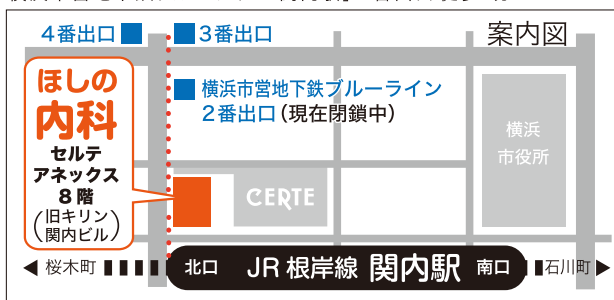 4番出口
3番出口
案内図
ほしの
内科
セルテ
アネックス
8階
(旧キリン
関内ビル)
横浜市営地下鉄ブルーライン
2番出口(現在閉鎖中)
横浜
市役所
CERTE
◀桜木町
北口 JR根岸線 関内駅 南口
石川町▶